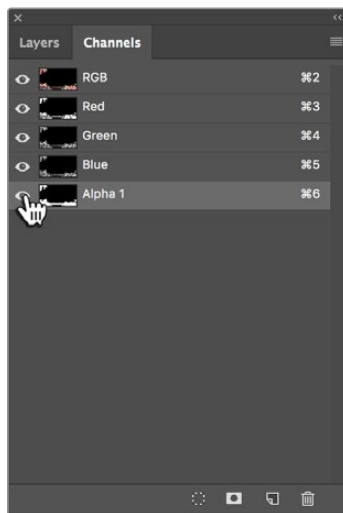 Layers Channels
RGB ⌘2
Red ⌘3
Green ⌘4
Blue ⌘5
Alpha 1 ⌘6